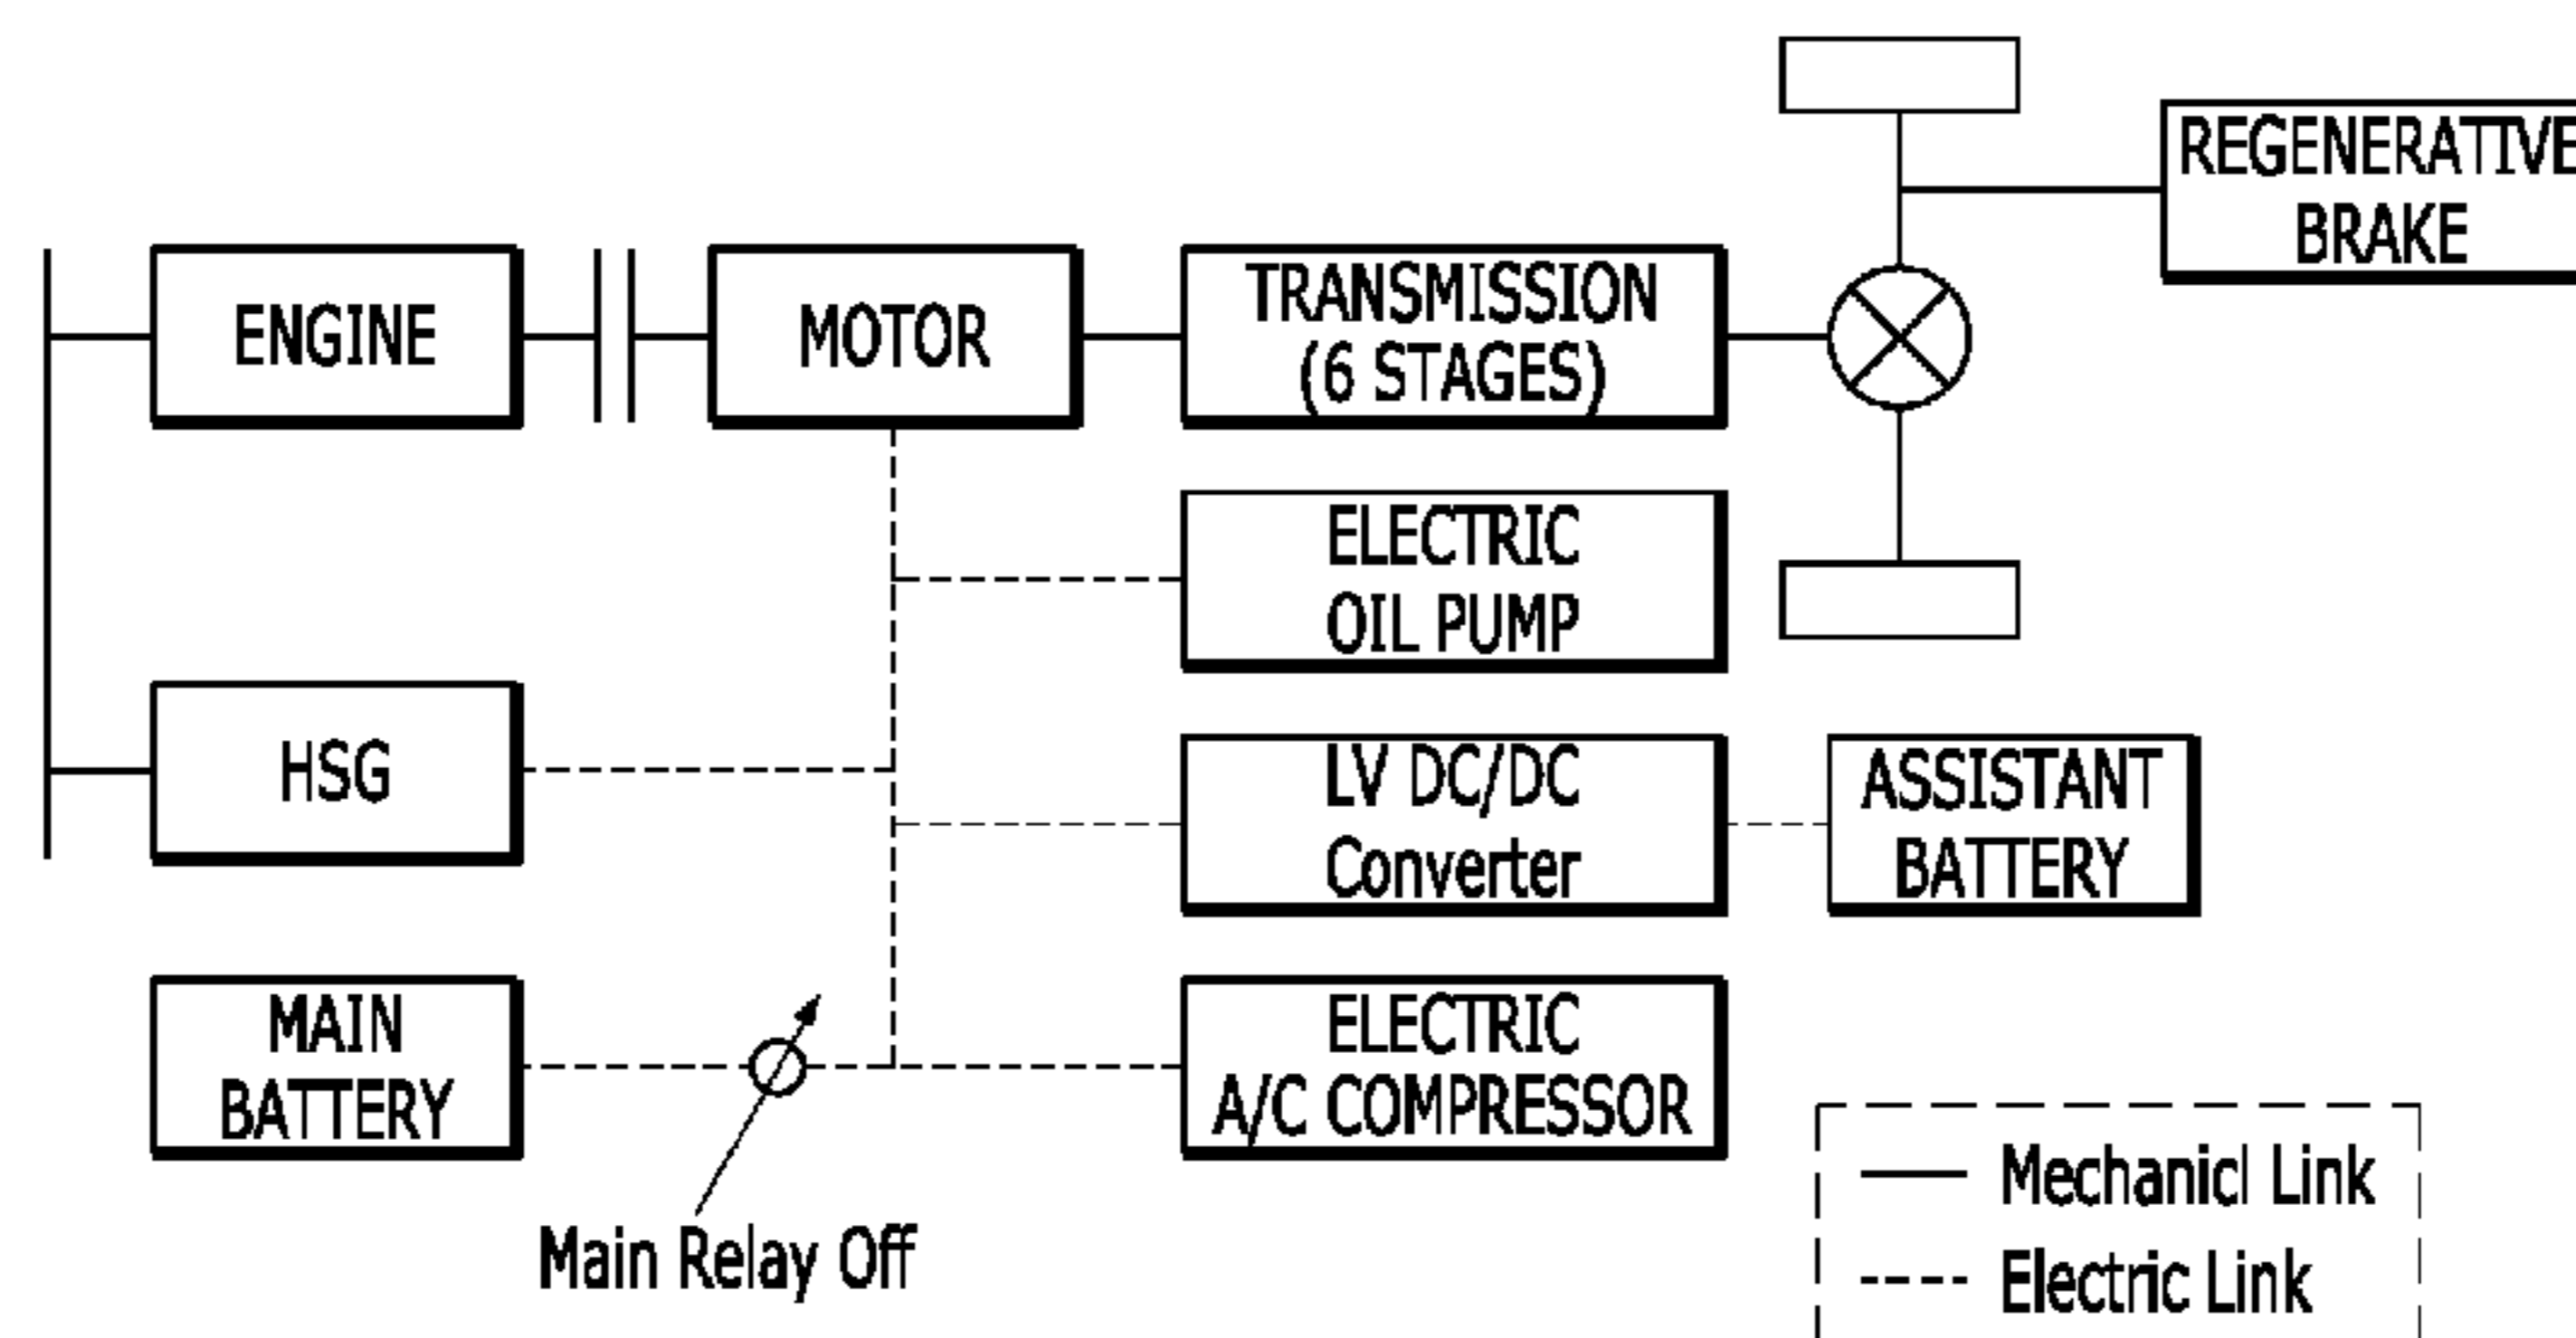 REGENERATIVE
BRAKE
ENGINE
MOTOR
TRANSMISSION
(6 STAGES)
ELECTRIC
OIL PUMP
HSG
LV DC/DC
Converter
ASSISTANT
BATTERY
MAIN
BATTERY
ELECTRIC
A/C COMPRESSOR
Main Relay Off
Mechanicl Link
Electric Link